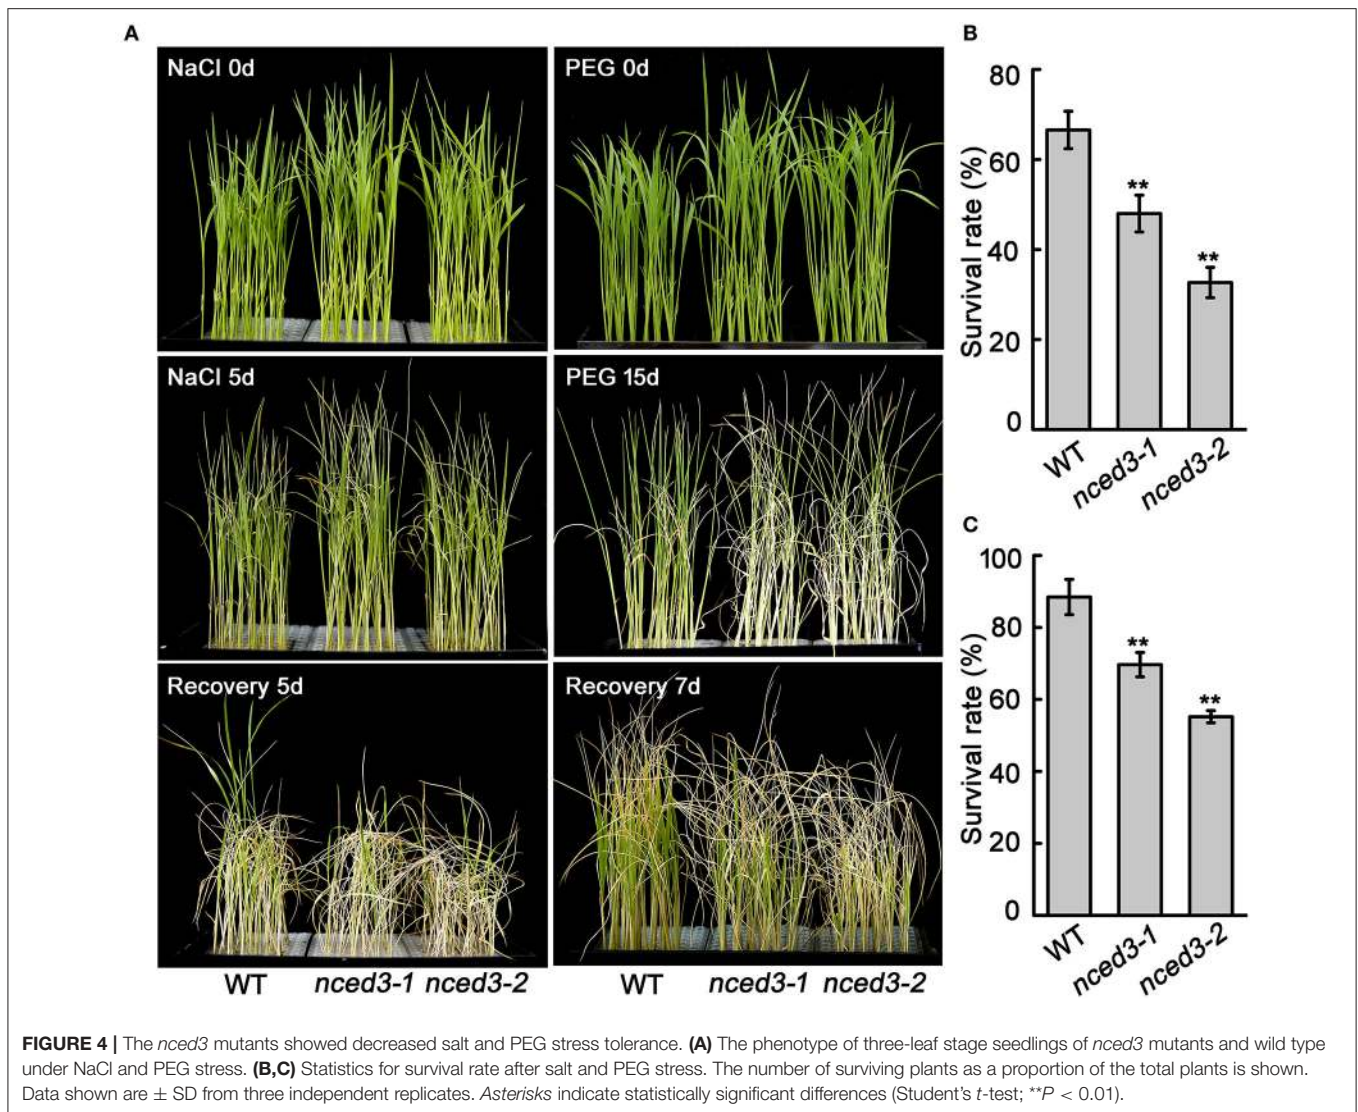 A
NaCl 0d
PEG 0d
NaCl 5d
PEG 15d
Recovery 5d
Recovery 7d
WT nced3-1 nced3-2
WT nced3-1 nced3-2
B
Survival rate (%)
80
60
40
20
0
**
**
WT
nced3-1
nced3-2
C
Survival rate (%)
100
80
60
40
20
0
**
**
WT
nced3-1
nced3-2
FIGURE 4 | The nced3 mutants showed decreased salt and PEG stress tolerance. (A) The phenotype of three-leaf stage seedlings of nced3 mutants and wild type
under NaCl and PEG stress. (B,C) Statistics for survival rate after salt and PEG stress. The number of surviving plants as a proportion of the total plants is shown.
Data shown are ± SD from three independent replicates. Asterisks indicate statistically significant differences (Student's t-test; **P < 0.01).